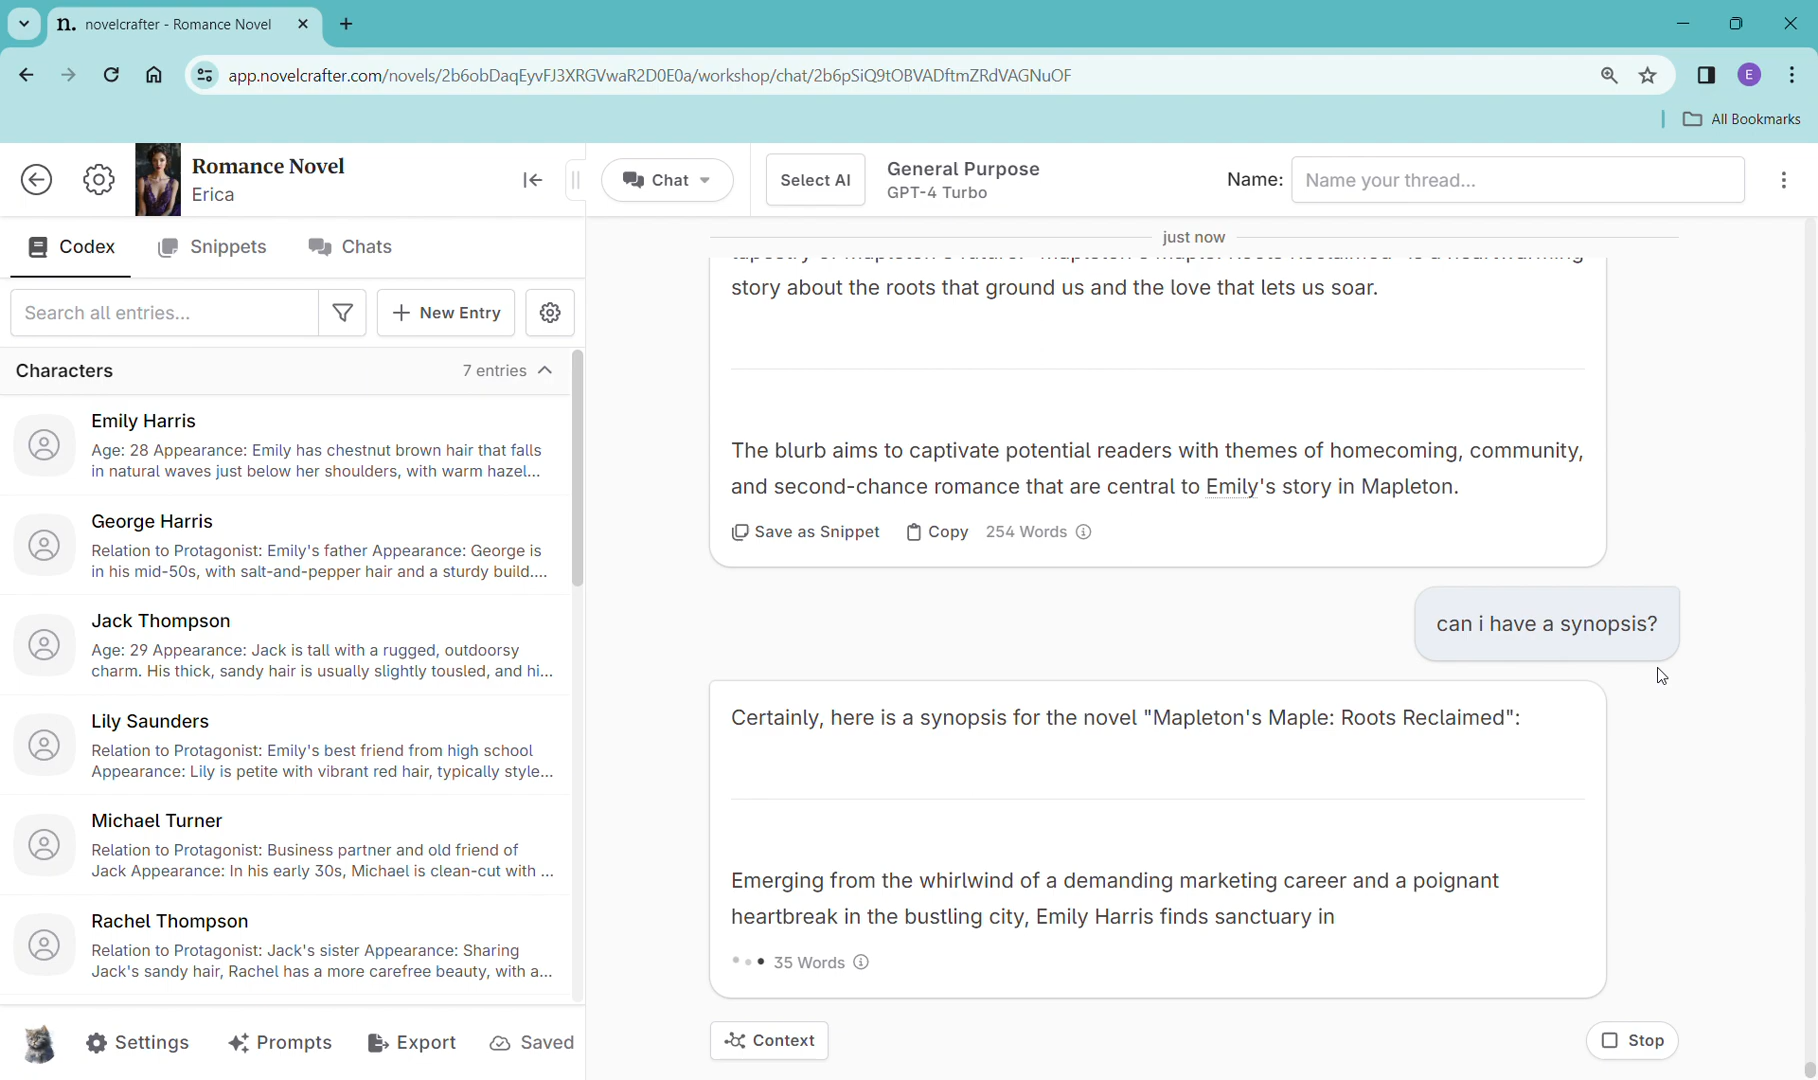 n. novelcrafter - Romance Novel
app.novelcrafter.com/novels/2b6obDaqEyvFJ3XRGVwaR2D0E0a/workshop/chat/2b6pSiQ9tOBVADftmZRdVAGNuOF
E
All Bookmarks
Romance Novel
Erica
Chat
Select AI
General Purpose
GPT-4 Turbo
Name: Name your thread...
Codex Snippets Chats
Search all entries...
New Entry
Characters 7 entries
Emily Harris
Age: 28 Appearance: Emily has chestnut brown hair that falls
in natural waves just below her shoulders, with warm hazel...
George Harris
Relation to Protagonist: Emily's father Appearance: George is
in his mid-50s, with salt-and-pepper hair and a sturdy build....
Jack Thompson
Age: 29 Appearance: Jack is tall with a rugged, outdoorsy
charm. His thick, sandy hair is usually slightly tousled, and hi...
Lily Saunders
Relation to Protagonist: Emily's best friend from high school
Appearance: Lily is petite with vibrant red hair, typically style...
Michael Turner
Relation to Protagonist: Business partner and old friend of
Jack Appearance: In his early 30s, Michael is clean-cut with ...
Rachel Thompson
Relation to Protagonist: Jack's sister Appearance: Sharing
Jack's sandy hair, Rachel has a more carefree beauty, with a...
Settings Prompts Export Saved
just now
story about the roots that ground us and the love that lets us soar.
The blurb aims to captivate potential readers with themes of homecoming, community,
and second-chance romance that are central to Emily's story in Mapleton.
Save as Snippet Copy 254 Words
can i have a synopsis?
Certainly, here is a synopsis for the novel "Mapleton's Maple: Roots Reclaimed":
Emerging from the whirlwind of a demanding marketing career and a poignant
heartbreak in the bustling city, Emily Harris finds sanctuary in
35 Words
Context
Stop